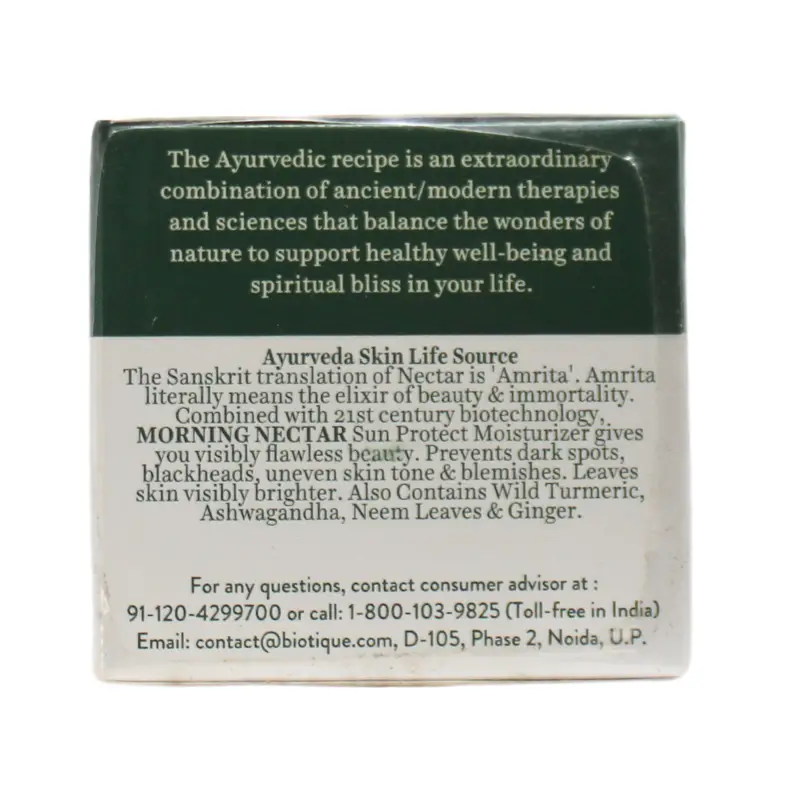 The Ayurvedic recipe is an extraordinary
combination of ancient/modern therapies
and sciences that balance the wonders of
nature to support healthy well-being and
spiritual bliss in your life.
Ayurveda Skin Life Source
The Sanskrit translation of Nectar is 'Amrita'. Amrita
literally means the elixir of beauty & immortality.
Combined with 21st century biotechnology,
MORNING NECTAR Sun Protect Moisturizer gives
you visibly flawless beauty. Prevents dark spots,
blackheads, uneven skin tone & blemishes. Leaves
skin visibly brighter. Also Contains Wild Turmeric,
Ashwagandha, Neem Leaves & Ginger.
For any questions, contact consumer advisor at :
91-120-4299700 or call: 1-800-103-9825 (Toll-free in India)
Email: contact@biotique.com, D-105, Phase 2, Noida, U.P.